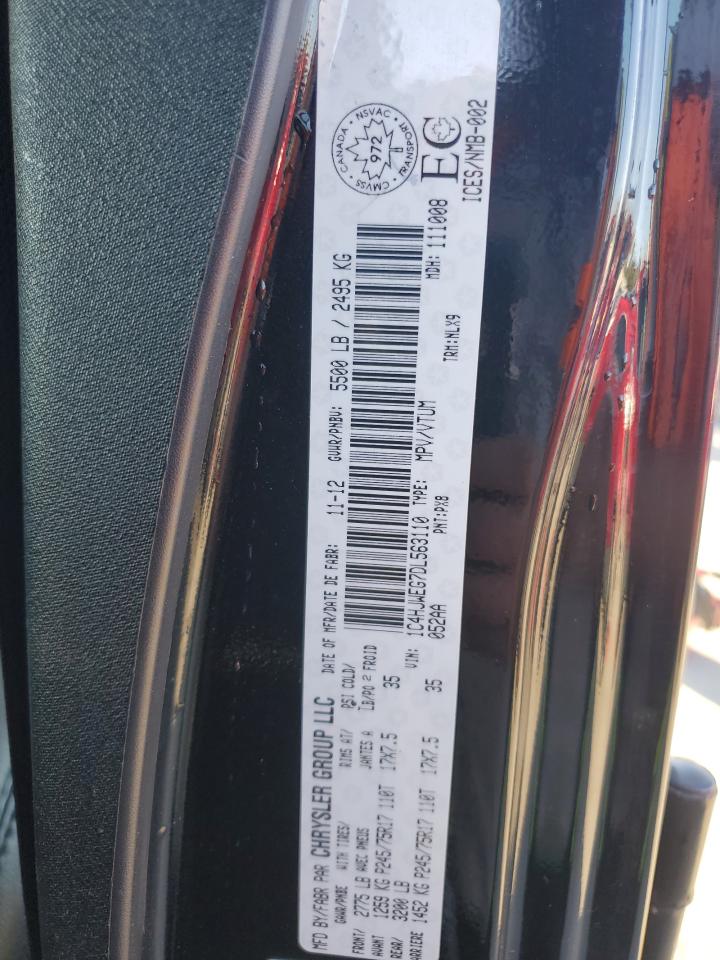 MFD BY/FABR PAR CHRYSLER GROUP LLC DATE OF MFR/DATE DE FABR: 11-12 GVWR/PNBV: 5500 LB / 2495 KG
GAWR/PNBE WITH TIRES/ RIMS AT/ PSI COLD/
FRONT/ 2775 LB AVEC PNEUS JANTES A LB/PO 2 FROID
AVANT 1259 KG P245/75R17 110T 17X7.5 35
REAR/ 3200 LB
ARRIERE 1452 KG P245/75R17 110T 17X7.5 35
VIN: 1C4HJWEG7DL563110 TYPE: MPV/VTUM MDH: 111008
052AA PNT:PX8 TRM:NLX9
CANADA · NSVAC · TRANSPORT · CMVSS
972
EC
ICES/NMB-002